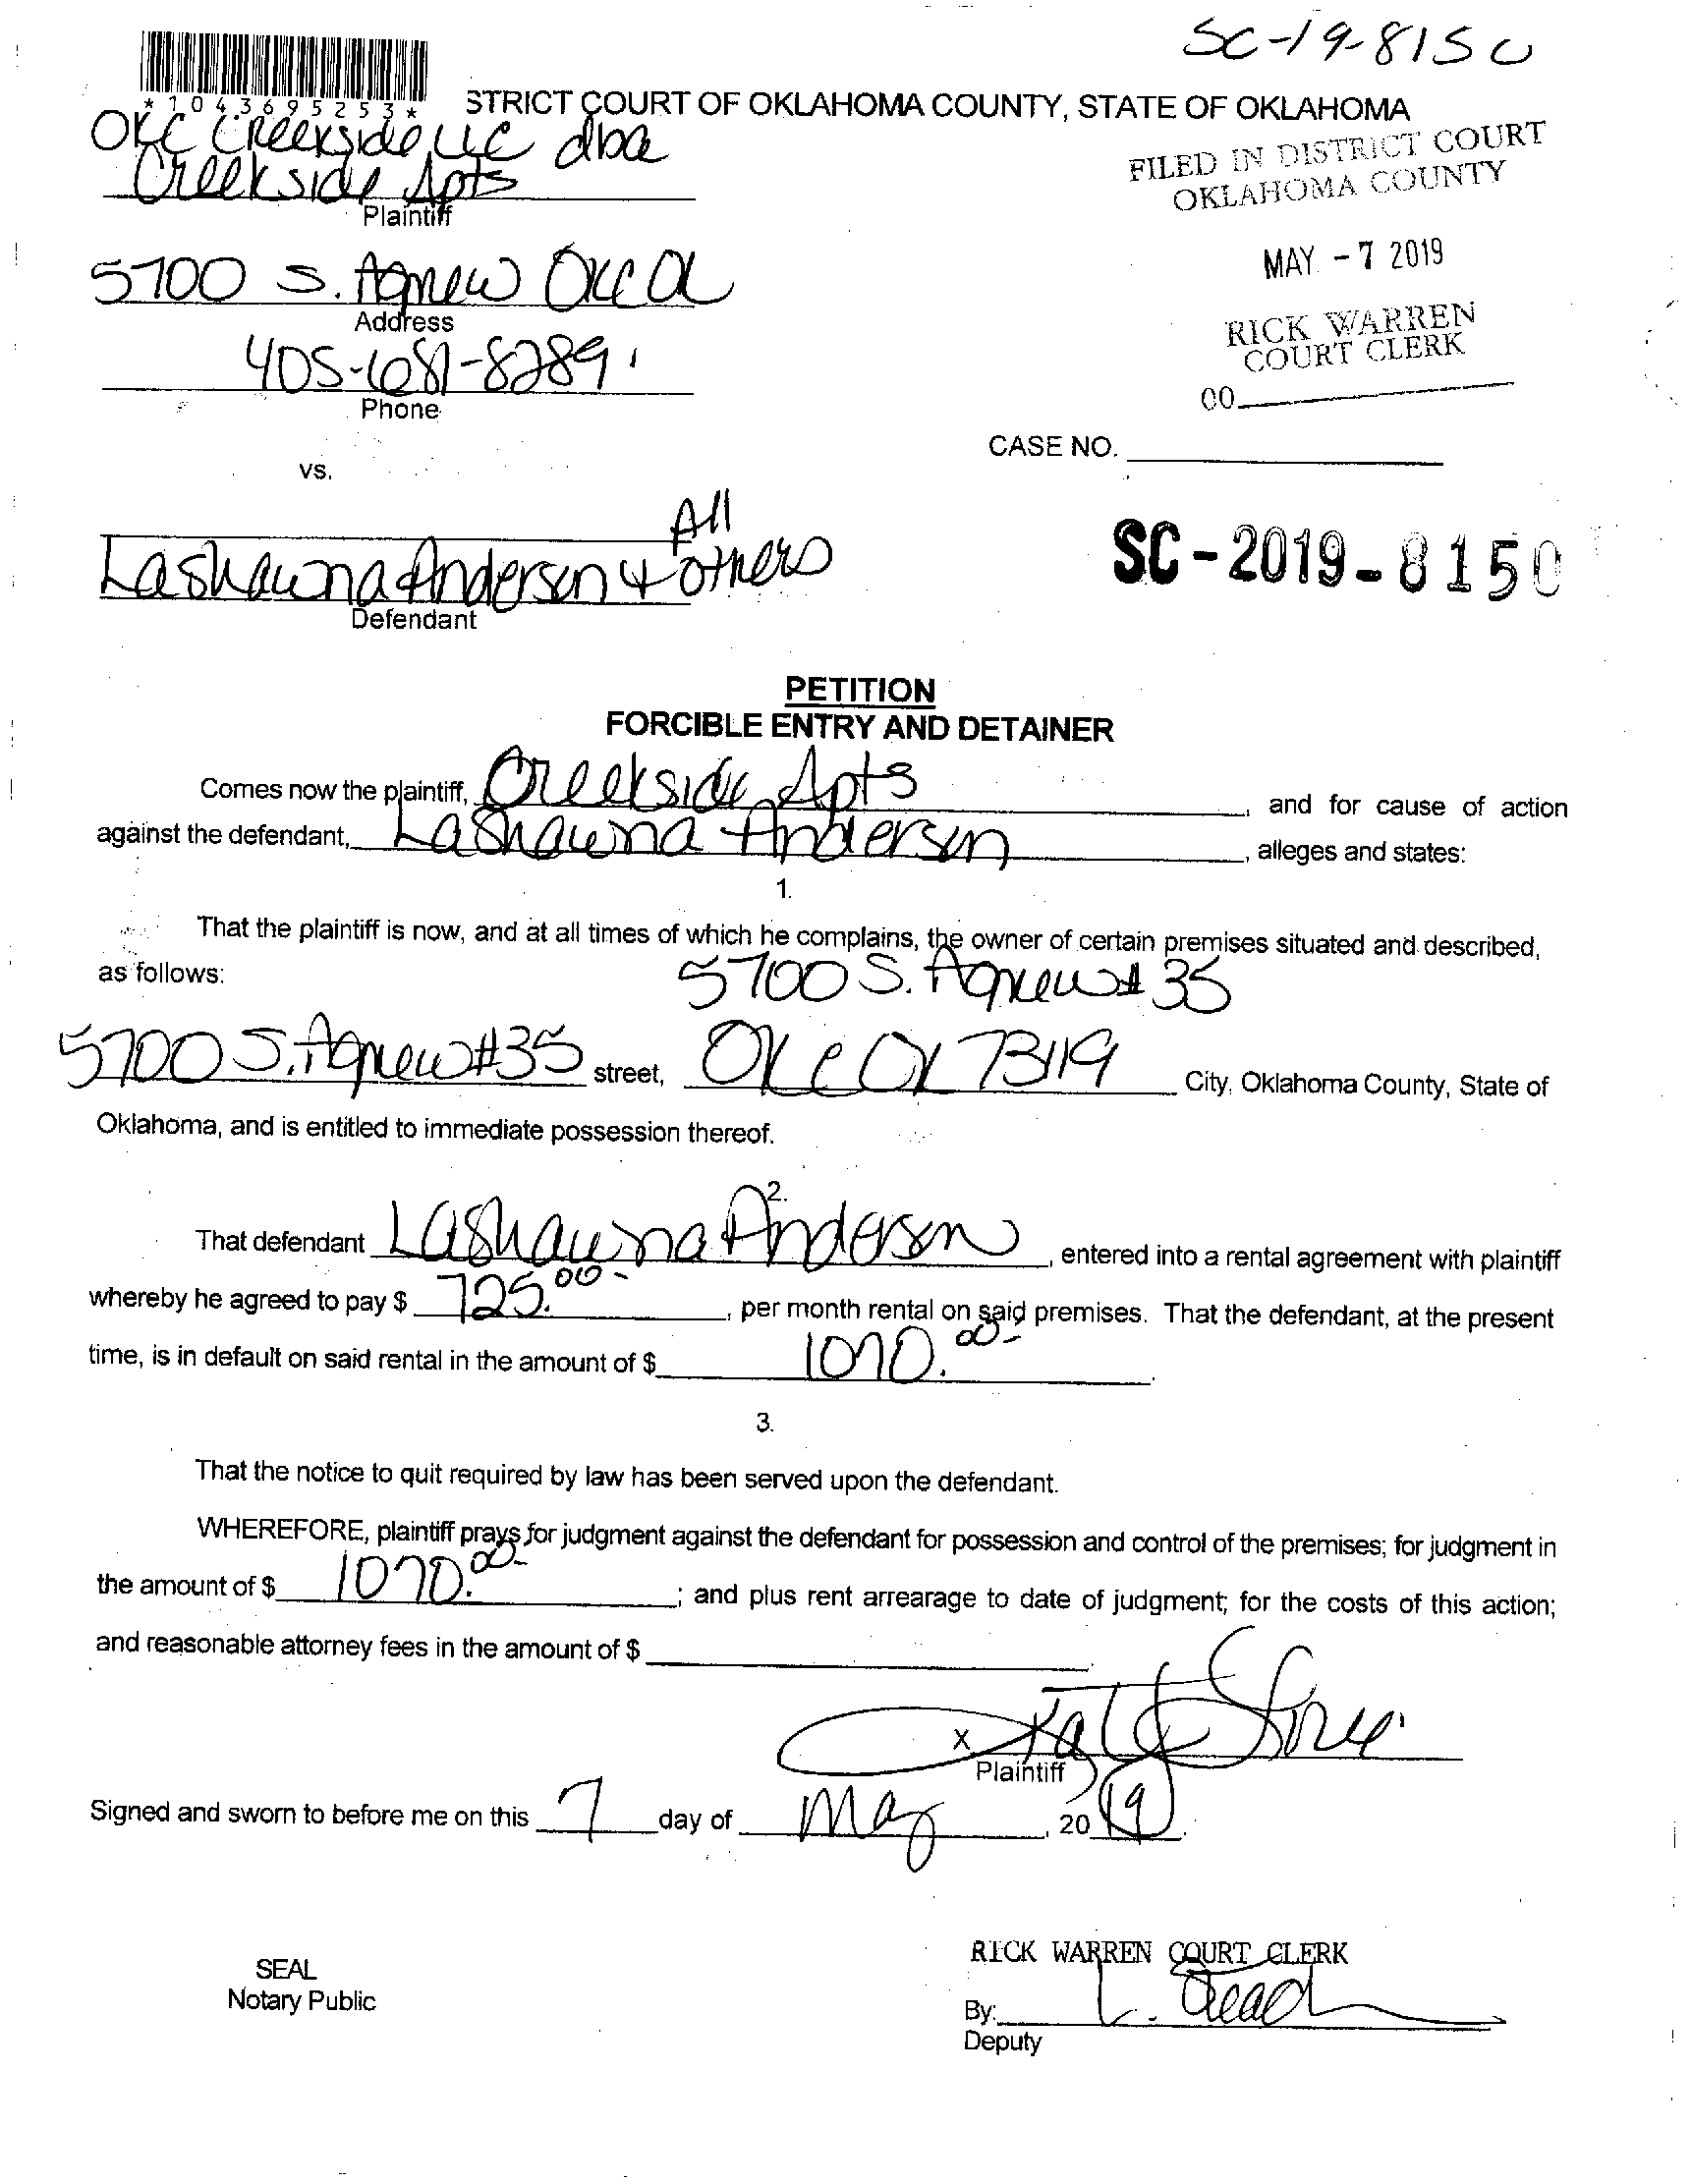 SC-19-8150
*1043695253*
STRICT COURT OF OKLAHOMA COUNTY, STATE OF OKLAHOMA
OKC Creekside LLC dba
Creekside Apts
Plaintiff
FILED IN DISTRICT COURT
OKLAHOMA COUNTY
MAY - 7 2019
RICK WARREN
COURT CLERK
00
5700 S. Agnew OKC OK
Address
405-681-8289
Phone
CASE NO.
vs.
All
Lashawna Anderson & others
Defendant
SC-2019-8150
PETITION
FORCIBLE ENTRY AND DETAINER
Comes now the plaintiff, Creekside Apts, and for cause of action
against the defendant, Lashawna Anderson, alleges and states:
1.
That the plaintiff is now, and at all times of which he complains, the owner of certain premises situated and described,
as follows: 5700 S. Agnew # 35
5700 S. Agnew #35 street, OKC OK 73119 City, Oklahoma County, State of
Oklahoma, and is entitled to immediate possession thereof.
2.
That defendant Lashawna Anderson, entered into a rental agreement with plaintiff
whereby he agreed to pay $ 725.00-, per month rental on said premises. That the defendant, at the present
time, is in default on said rental in the amount of $ 1070.00-.
3.
That the notice to quit required by law has been served upon the defendant.
WHEREFORE, plaintiff prays for judgment against the defendant for possession and control of the premises; for judgment in
the amount of $ 1070.00-; and plus rent arrearage to date of judgment; for the costs of this action;
and reasonable attorney fees in the amount of $
X
Plaintiff
Signed and sworn to before me on this 7 day of May, 2019.
RICK WARREN COURT CLERK
SEAL
Notary Public
By:
Deputy